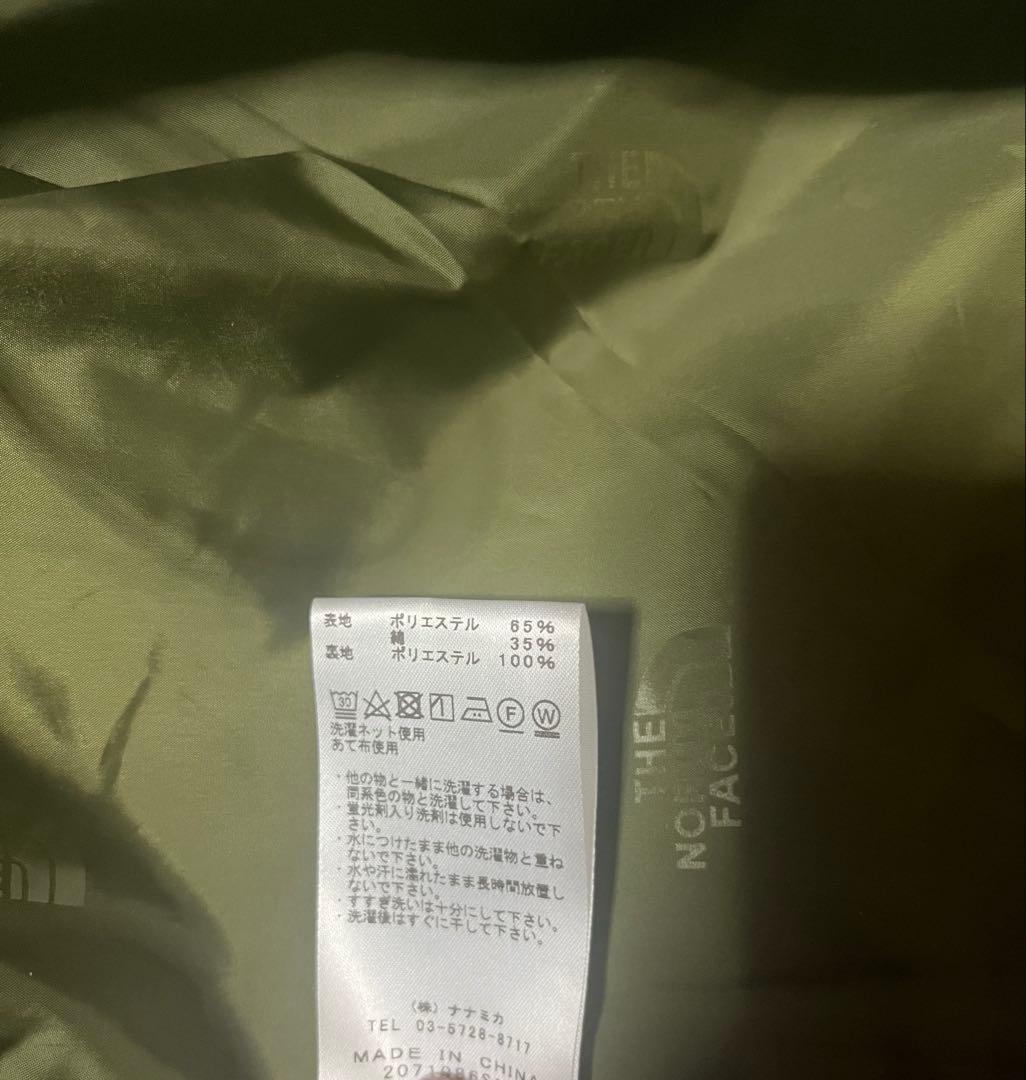 THE
表地 ポリエステル 65%
綿 35%
裏地 ポリエステル 100%
30 F W
洗濯ネット使用
あて布使用
・他の物と一緒に洗濯する場合は、
同系色の物と洗濯して下さい。
・蛍光剤入り洗剤は使用しないで下
さい。
・水につけたまま他の洗濯物と重ね
ないで下さい。
・水や汗に濡れたまま長時間放置し
ないで下さい。
・すすぎ洗いは十分にして下さい。
・洗濯後はすぐに干して下さい。
(株)ナナミカ
TEL 03-5726-8717
MADE IN CHINA
THE
NORTH
FACE